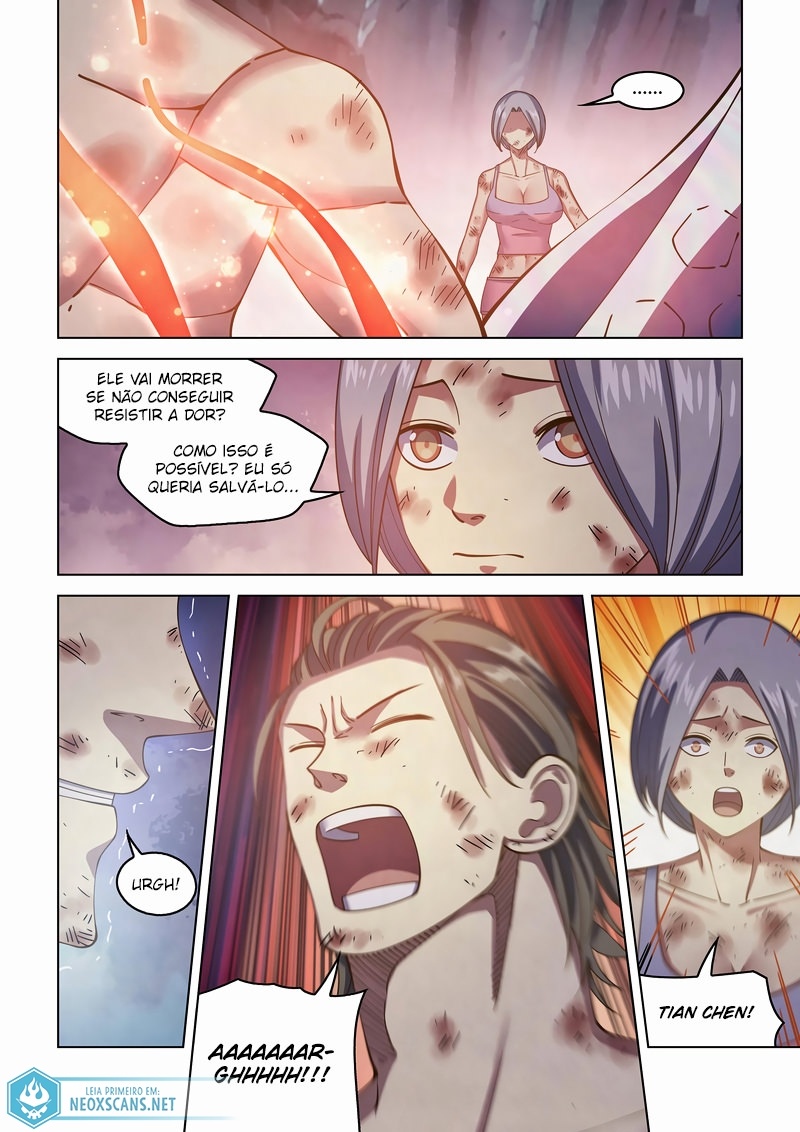 ......
ELE VAI MORRER
SE NÃO CONSEGUIR
RESISTIR A DOR?
COMO ISSO É
POSSÍVEL? EU SÓ
QUERIA SALVÁ-LO...
URGH!
AAAAAAAR-
GHHHHH!!!
TIAN CHEN!
LEIA PRIMEIRO EM:
NEOXSCANS.NET